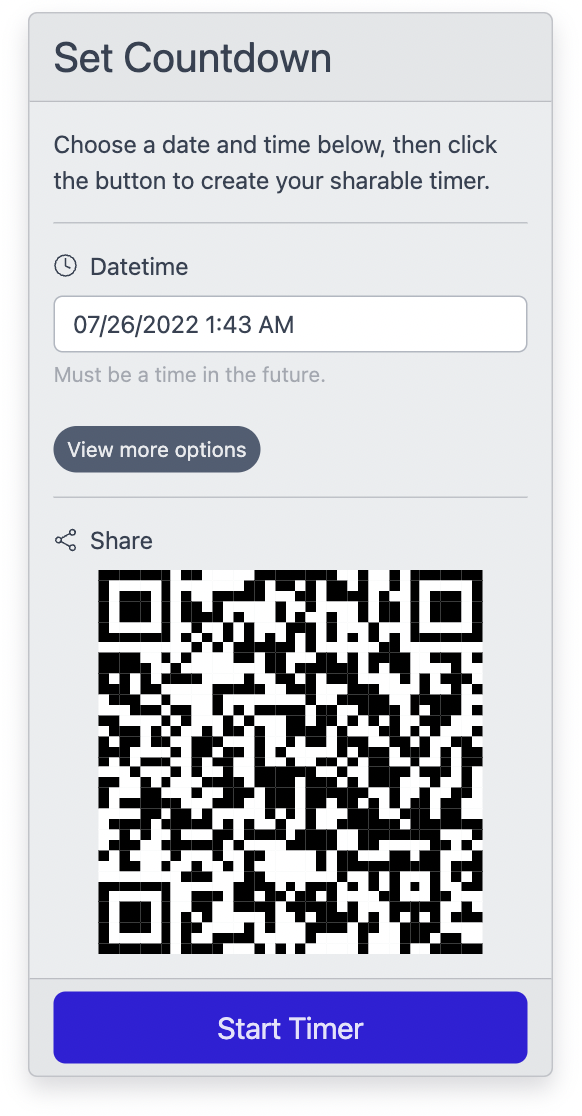 Set Countdown
Choose a date and time below, then click
the button to create your sharable timer.
Datetime
07/26/2022 1:43 AM
Must be a time in the future.
View more options
Share
Start Timer